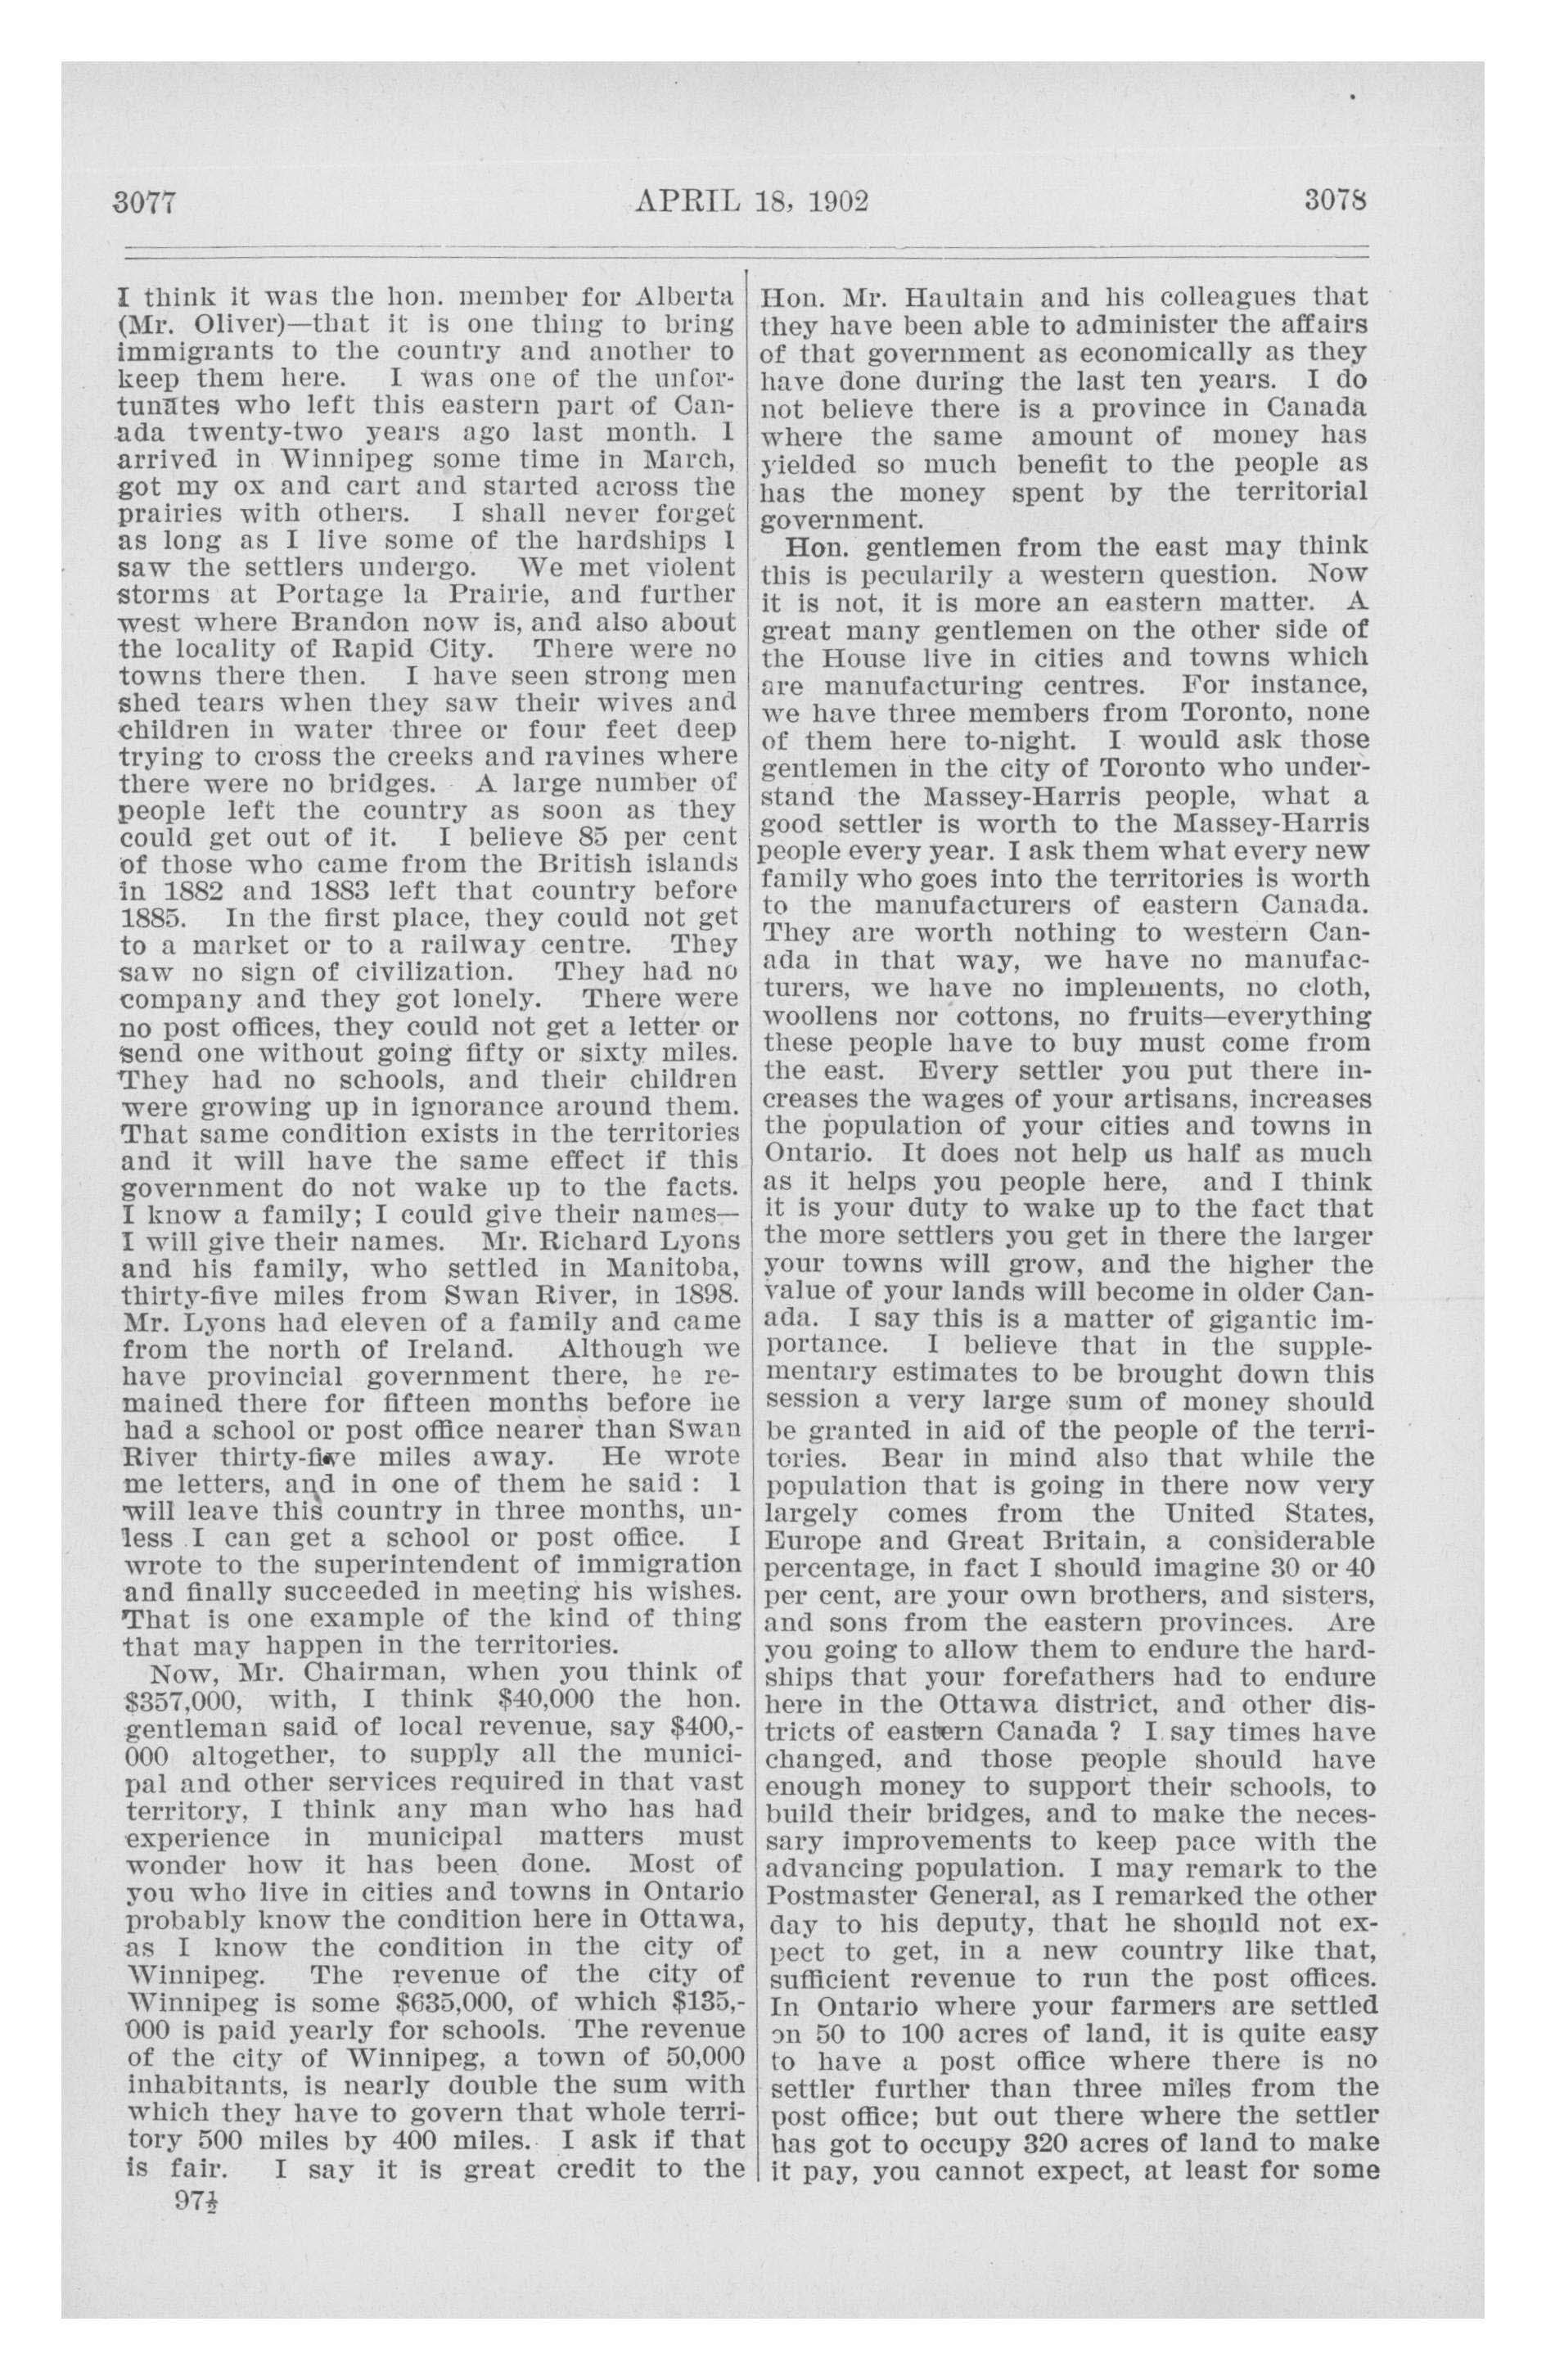 3077
APRIL 18, 1902
3078
I think it was the hon. member for Alberta
(Mr. Oliver)—that it is one thing to bring
immigrants to the country and another to
keep them here. I was one of the unfor-
tunates who left this eastern part of Can-
ada twenty-two years ago last month. I
arrived in Winnipeg some time in March,
got my ox and cart and started across the
prairies with others. I shall never forget
as long as I live some of the hardships I
saw the settlers undergo. We met violent
storms at Portage la Prairie, and further
west where Brandon now is, and also about
the locality of Rapid City. There were no
towns there then. I have seen strong men
shed tears when they saw their wives and
children in water three or four feet deep
trying to cross the creeks and ravines where
there were no bridges. A large number of
people left the country as soon as they
could get out of it. I believe 85 per cent
of those who came from the British islands
in 1882 and 1883 left that country before
1885. In the first place, they could not get
to a market or to a railway centre. They
saw no sign of civilization. They had no
company and they got lonely. There were
no post offices, they could not get a letter or
send one without going fifty or sixty miles.
They had no schools, and their children
were growing up in ignorance around them.
That same condition exists in the territories
and it will have the same effect if this
government do not wake up to the facts.
I know a family; I could give their names—
I will give their names. Mr. Richard Lyons
and his family, who settled in Manitoba,
thirty-five miles from Swan River, in 1898.
Mr. Lyons had eleven of a family and came
from the north of Ireland. Although we
have provincial government there, he re-
mained there for fifteen months before he
had a school or post office nearer than Swan
River thirty-five miles away. He wrote
me letters, and in one of them he said : I
will leave this country in three months, un-
less I can get a school or post office. I
wrote to the superintendent of immigration
and finally succeeded in meeting his wishes.
That is one example of the kind of thing
that may happen in the territories.
Now, Mr. Chairman, when you think of
$357,000, with, I think $40,000 the hon.
gentleman said of local revenue, say $400,-
000 altogether, to supply all the munici-
pal and other services required in that vast
territory, I think any man who has had
experience in municipal matters must
wonder how it has been done. Most of
you who live in cities and towns in Ontario
probably know the condition here in Ottawa,
as I know the condition in the city of
Winnipeg. The revenue of the city of
Winnipeg is some $635,000, of which $135,-
000 is paid yearly for schools. The revenue
of the city of Winnipeg, a town of 50,000
inhabitants, is nearly double the sum with
which they have to govern that whole terri-
tory 500 miles by 400 miles. I ask if that
is fair. I say it is great credit to the
97½
Hon. Mr. Haultain and his colleagues that
they have been able to administer the affairs
of that government as economically as they
have done during the last ten years. I do
not believe there is a province in Canada
where the same amount of money has
yielded so much benefit to the people as
has the money spent by the territorial
government.
Hon. gentlemen from the east may think
this is pecularily a western question. Now
it is not, it is more an eastern matter. A
great many gentlemen on the other side of
the House live in cities and towns which
are manufacturing centres. For instance,
we have three members from Toronto, none
of them here to-night. I would ask those
gentlemen in the city of Toronto who under-
stand the Massey-Harris people, what a
good settler is worth to the Massey-Harris
people every year. I ask them what every new
family who goes into the territories is worth
to the manufacturers of eastern Canada.
They are worth nothing to western Can-
ada in that way, we have no manufac-
turers, we have no implements, no cloth,
woollens nor cottons, no fruits—everything
these people have to buy must come from
the east. Every settler you put there in-
creases the wages of your artisans, increases
the population of your cities and towns in
Ontario. It does not help us half as much
as it helps you people here, and I think
it is your duty to wake up to the fact that
the more settlers you get in there the larger
your towns will grow, and the higher the
value of your lands will become in older Can-
ada. I say this is a matter of gigantic im-
portance. I believe that in the supple-
mentary estimates to be brought down this
session a very large sum of money should
be granted in aid of the people of the terri-
tories. Bear in mind also that while the
population that is going in there now very
largely comes from the United States,
Europe and Great Britain, a considerable
percentage, in fact I should imagine 30 or 40
per cent, are your own brothers, and sisters,
and sons from the eastern provinces. Are
you going to allow them to endure the hard-
ships that your forefathers had to endure
here in the Ottawa district, and other dis-
tricts of eastern Canada ? I say times have
changed, and those people should have
enough money to support their schools, to
build their bridges, and to make the neces-
sary improvements to keep pace with the
advancing population. I may remark to the
Postmaster General, as I remarked the other
day to his deputy, that he should not ex-
pect to get, in a new country like that,
sufficient revenue to run the post offices.
In Ontario where your farmers are settled
on 50 to 100 acres of land, it is quite easy
to have a post office where there is no
settler further than three miles from the
post office; but out there where the settler
has got to occupy 320 acres of land to make
it pay, you cannot expect, at least for some